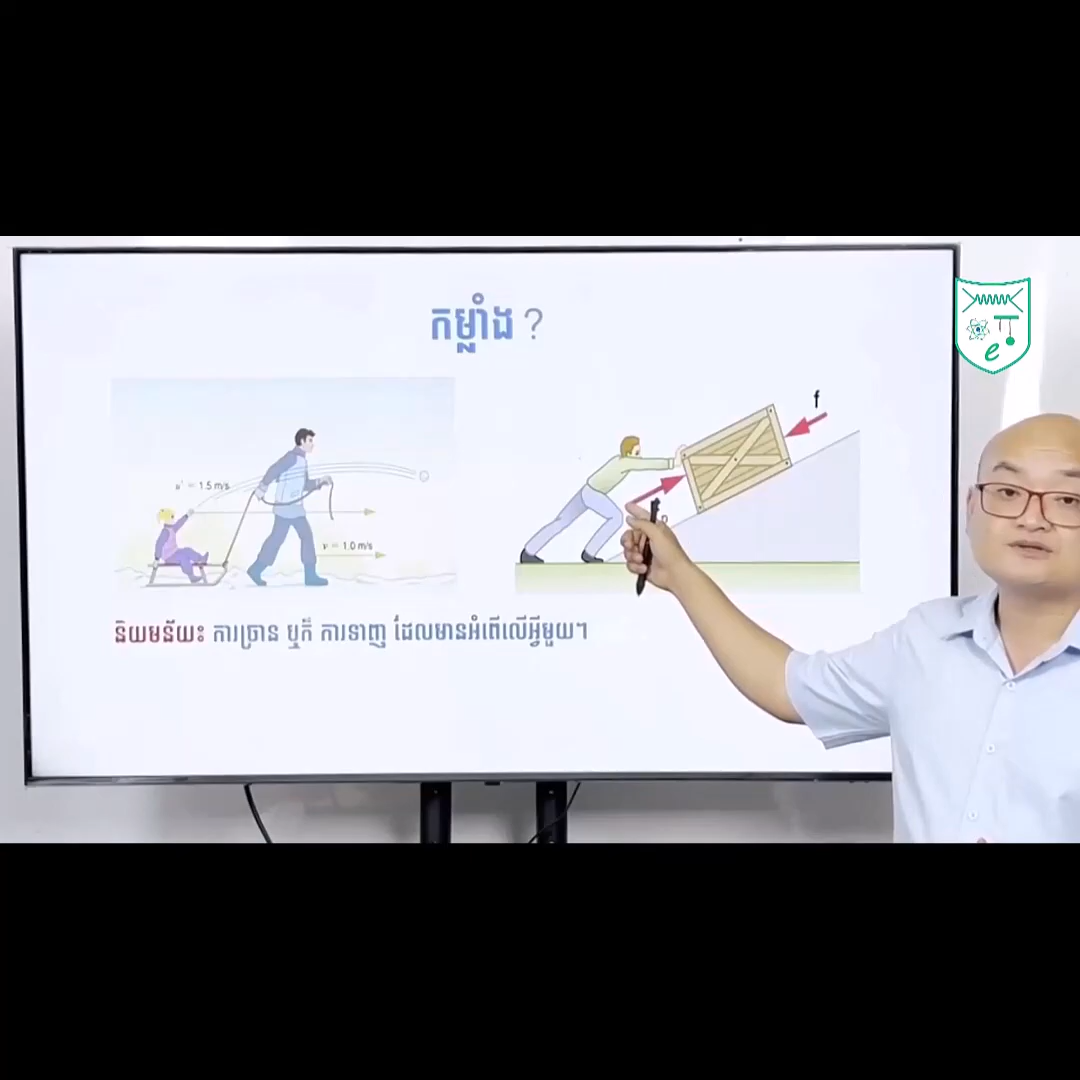 កម្លាំង ?
f
u' = 1.5 m/s
v = 1.0 m/s
និយមន័យ៖ ការច្រាន ឬក៏ ការទាញ ដែលមានអំពើលើអ្វីមួយ។
e